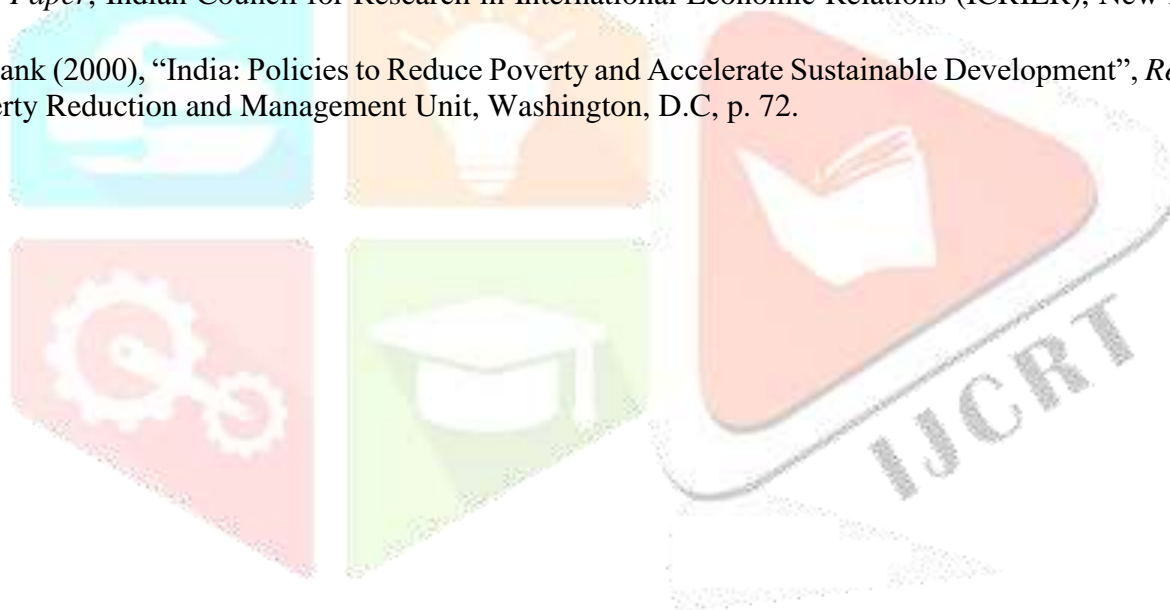 Paper, Indian Council for Research in International Economic Relations (ICRIER), New
ank (2000), “India: Policies to Reduce Poverty and Accelerate Sustainable Development”,
erty Reduction and Management Unit, Washington, D.C, p. 72.
IJCRT